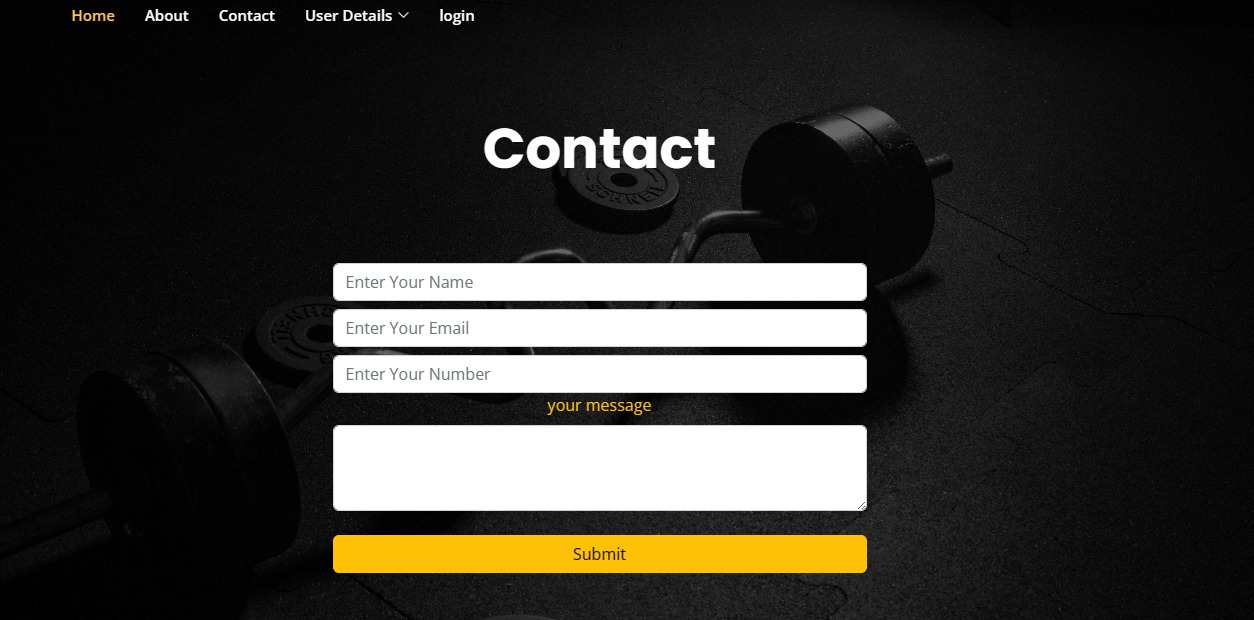 Home About Contact User Details login
Contact
SCHNELL
Enter Your Name
Enter Your Email
Enter Your Number
your message
Submit